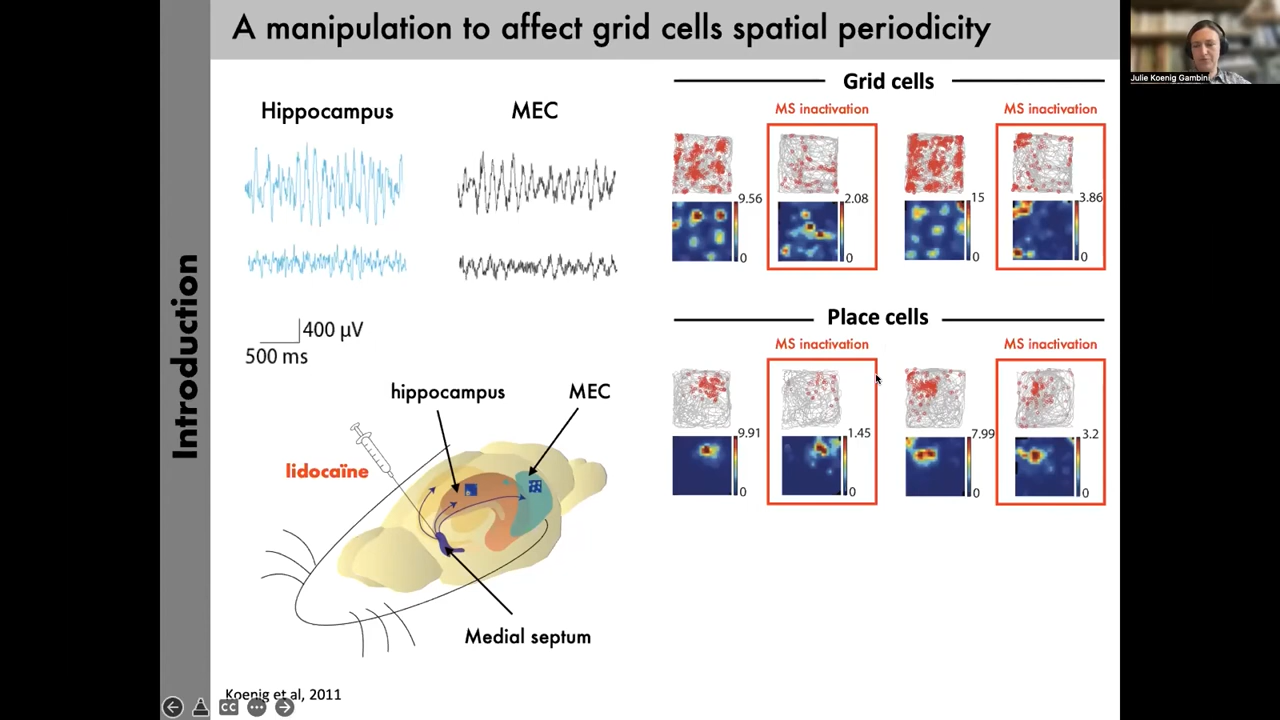 A manipulation to affect grid cells spatial periodicity
Julie Koenig Gambini
Introduction
Hippocampus
MEC
400 µV
500 ms
hippocampus
MEC
lidocaïne
Medial septum
Koenig et al, 2011
CC
Grid cells
MS inactivation
MS inactivation
9.56
2.08
15
3.86
0
0
0
0
Place cells
MS inactivation
MS inactivation
9.91
1.45
7.99
3.2
0
0
0
0